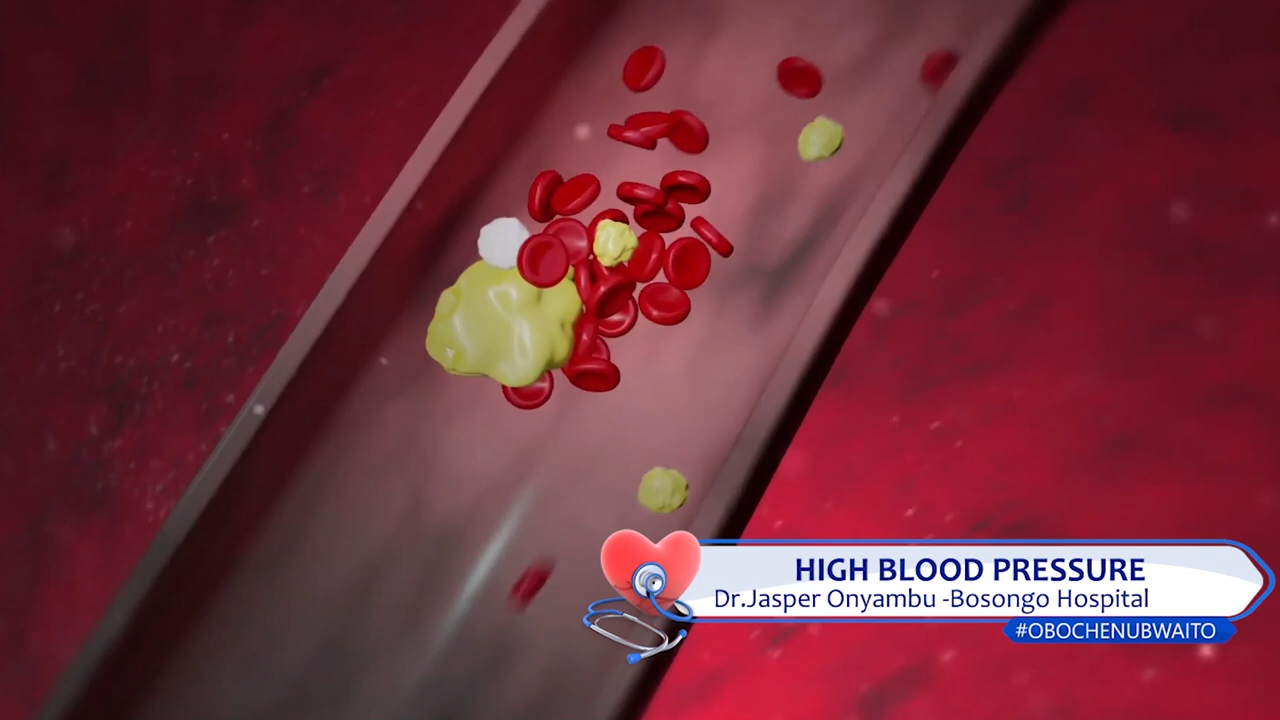 HIGH BLOOD PRESSURE
Dr.Jasper Onyambu -Bosongo Hospital
#OBOCHENUBWAITO